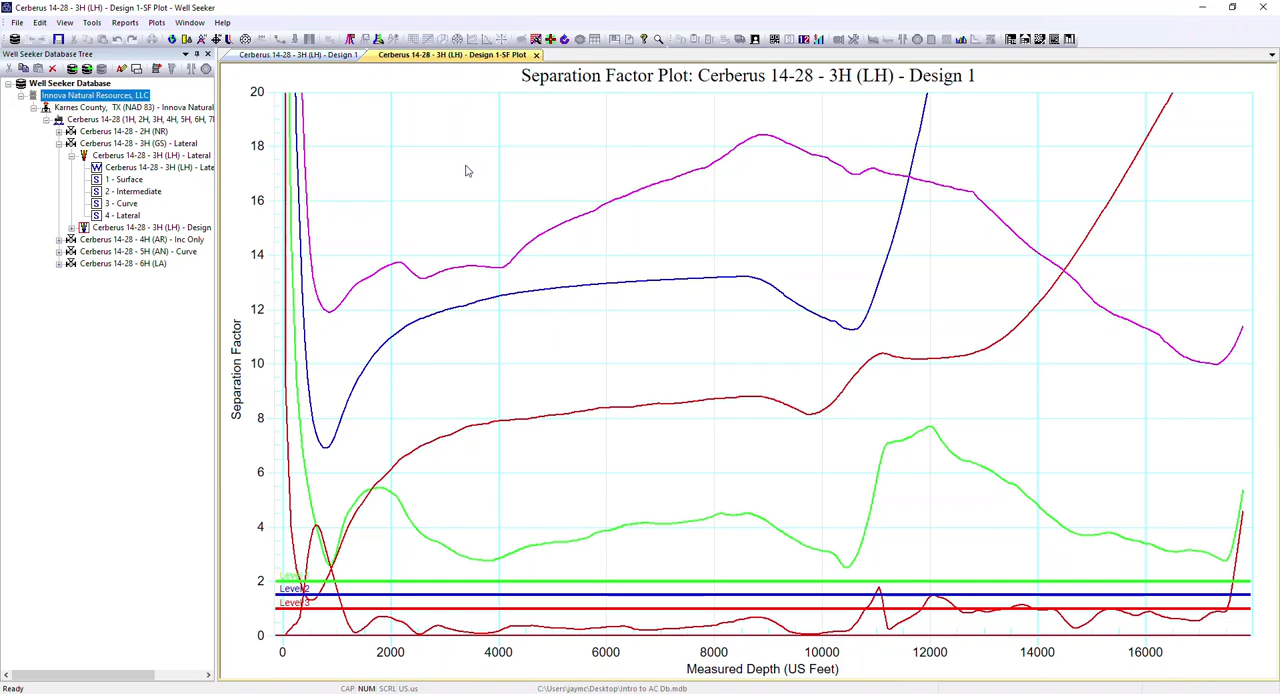 Cerberus 14-28 - 3H (LH) - Design 1-SF Plot - Well Seeker
File Edit View Tools Reports Plots Window Help
Well Seeker Database Tree
Cerberus 14-28 - 3H (LH) - Design 1
Cerberus 14-28 - 3H (LH) - Design 1-SF Plot
Well Seeker Database
Innova Natural Resources, LLC
Karnes County, TX (NAD 83) - Innova Natural
Cerberus 14-28 (1H, 2H, 3H, 4H, 5H, 6H, 7H
Cerberus 14-28 - 2H (NR)
Cerberus 14-28 - 3H (GS) - Lateral
Cerberus 14-28 - 3H (LH) - Lateral
Cerberus 14-28 - 3H (LH) - Late
1 - Surface
2 - Intermediate
3 - Curve
4 - Lateral
Cerberus 14-28 - 3H (LH) - Design
Cerberus 14-28 - 4H (AR) - Inc Only
Cerberus 14-28 - 5H (AN) - Curve
Cerberus 14-28 - 6H (LA)
Separation Factor Plot: Cerberus 14-28 - 3H (LH) - Design 1
20
18
16
14
12
10
8
6
4
2
0
Separation Factor
Level 2
Level 3
0 2000 4000 6000 8000 10000 12000 14000 16000
Measured Depth (US Feet)
Ready
CAP NUM SCRL US.us
C:\Users\jaymc\Desktop\Intro to AC Db.mdb